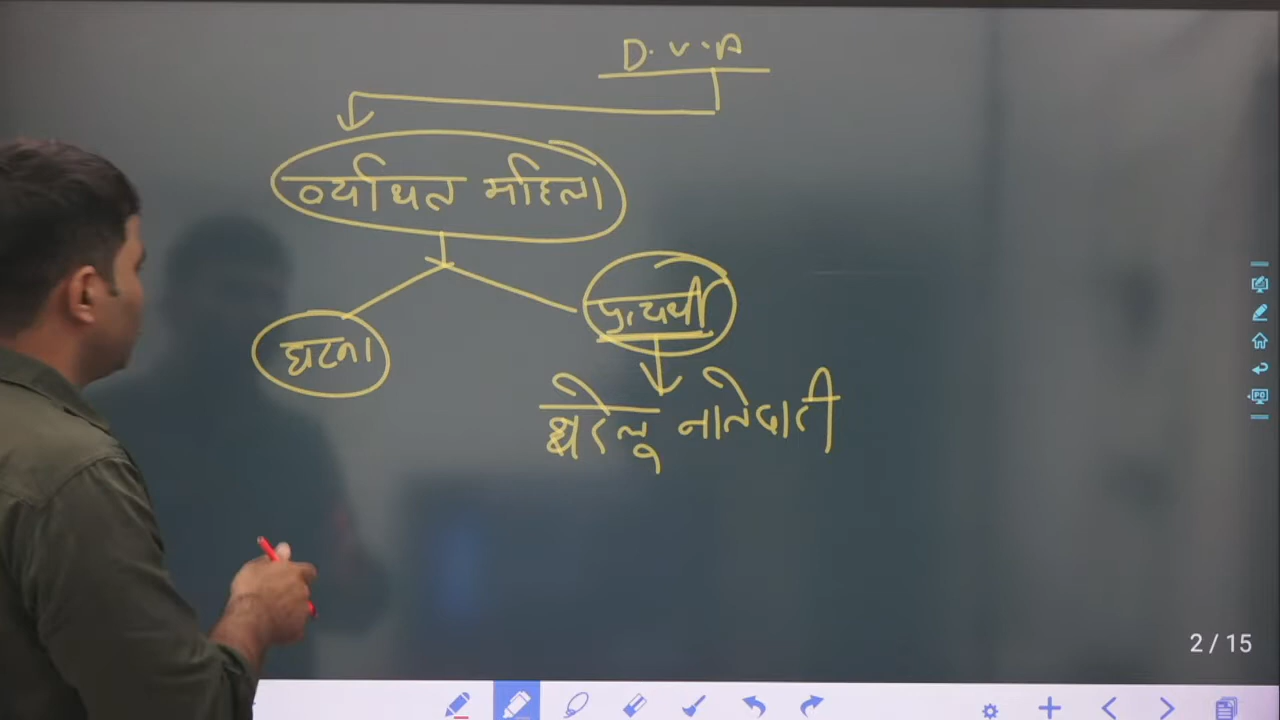 D.V.A
व्यथित महिला
घटना
प्रत्यर्थी
घरेलू नातेदारी
2 / 15